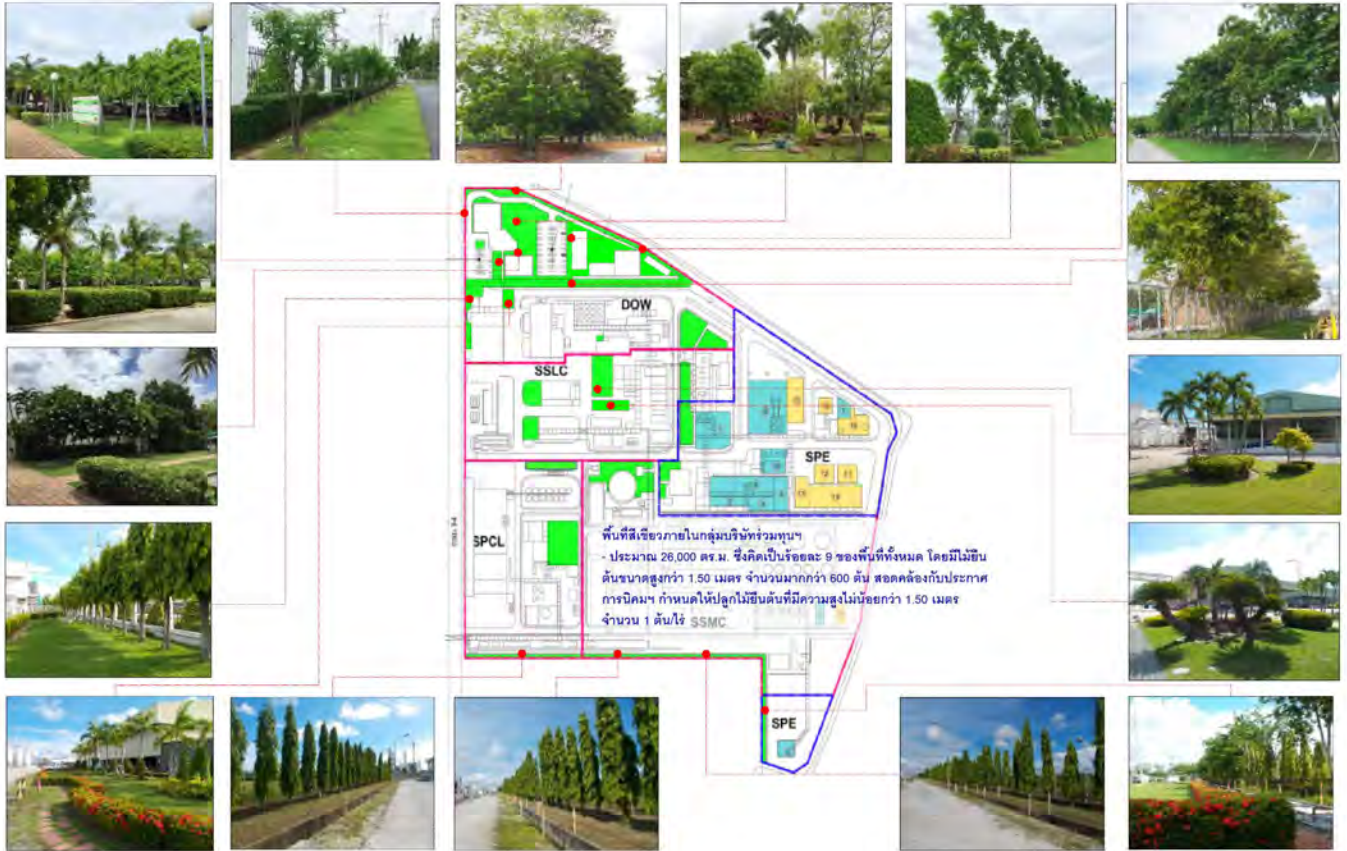 DOW
SSLC
SPE
SPCL
พื้นที่สีเขียวภายในกลุ่มบริษัทร่วมทุนฯ
- ประมาณ 26,000 ตร.ม. ซึ่งคิดเป็นร้อยละ 9 ของพื้นที่ทั้งหมด โดยมีไม้ยืน
ต้นขนาดสูงกว่า 1.50 เมตร จำนวนมากกว่า 600 ต้น สอดคล้องกับประกาศ
การนิคมฯ กำหนดให้ปลูกไม้ยืนต้นที่มีความสูงไม่น้อยกว่า 1.50 เมตร
จำนวน 1 ต้น/ไร่ SSMC
SPE